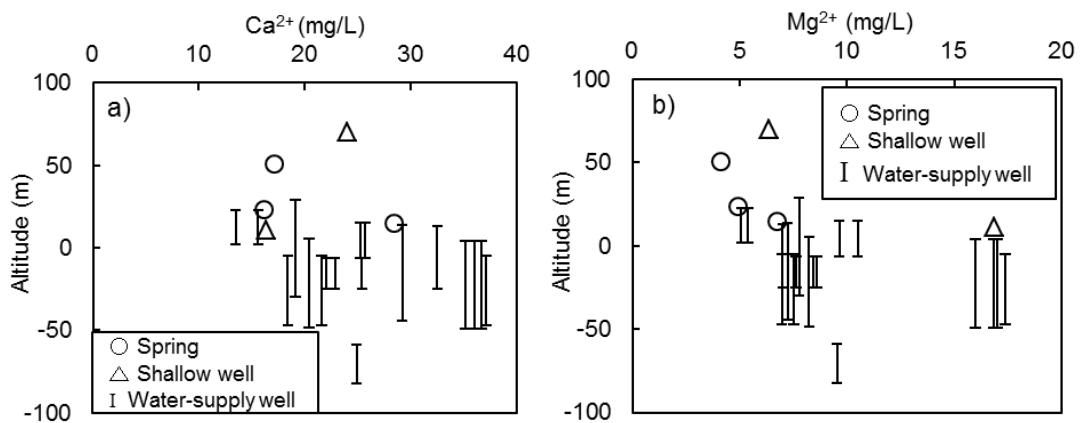 Ca²⁺ (mg/L)
0 10 20 30 40
100
50
0
-50
-100
Altitude (m)
a)
Spring
Shallow well
Water-supply well
Mg²⁺ (mg/L)
0 5 10 15 20
100
50
0
-50
-100
Altitude (m)
b)
Spring
Shallow well
Water-supply well